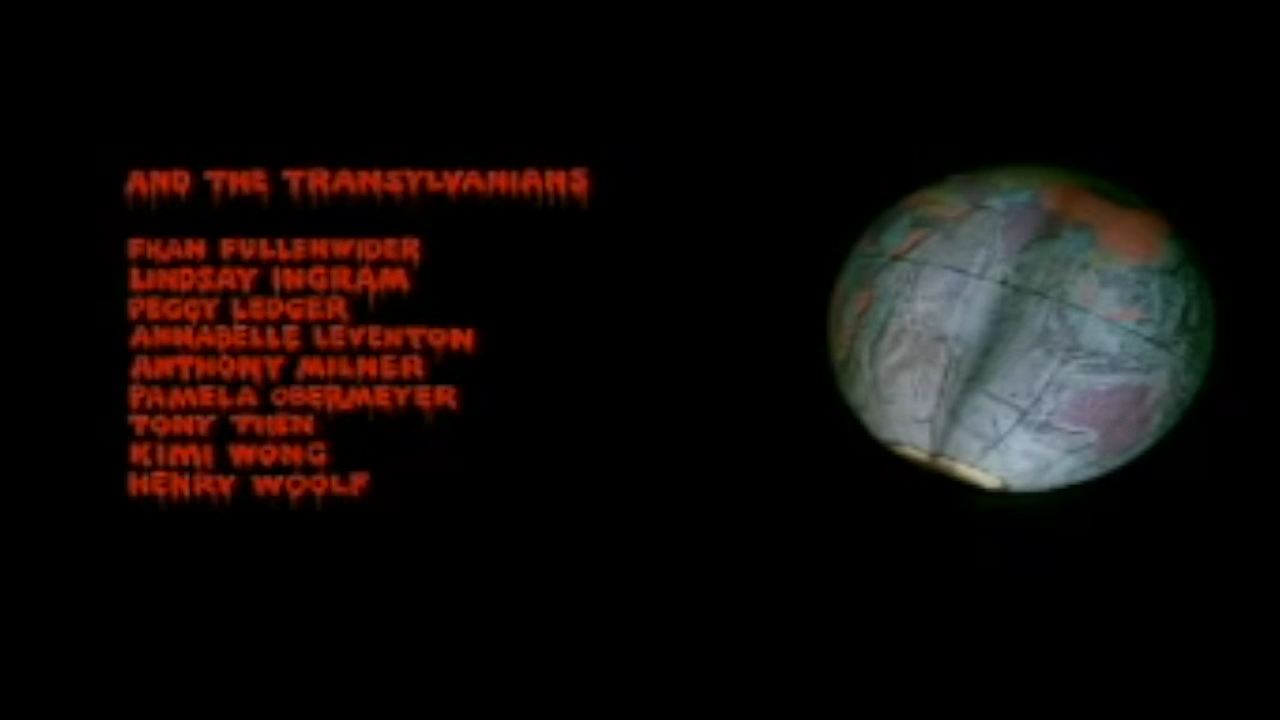 AND THE TRANSYLVANIANS
FRAN FULLENWIDER
LINDSAY INGRAM
PEGGY LEDGER
ANNABELLE LEVENTON
ANTHONY MILNER
PAMELA OBERMEYER
TONY THEN
KIMI WONG
HENRY WOOLF